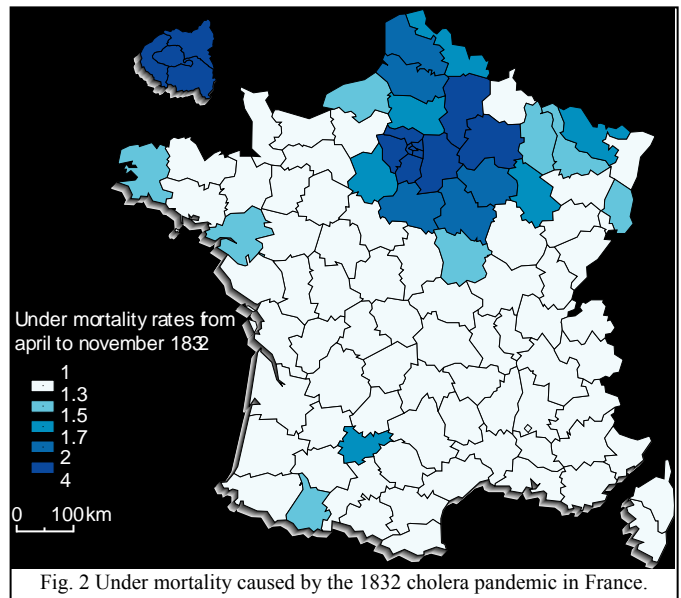 Under mortality rates from
april to november 1832
1
1.3
1.5
1.7
2
4
0 100km
Fig. 2 Under mortality caused by the 1832 cholera pandemic in France.